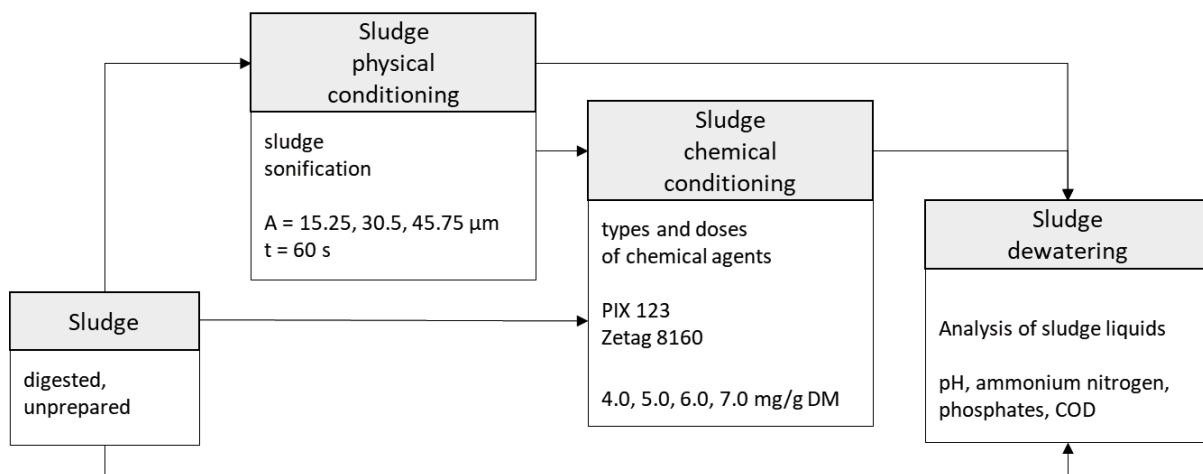 Sludge
physical
conditioning
sludge
sonification
A = 15.25, 30.5, 45.75 μm
t = 60 s
Sludge
chemical
conditioning
types and doses
of chemical agents
PIX 123
Zetag 8160
4.0, 5.0, 6.0, 7.0 mg/g DM
Sludge
dewatering
Analysis of sludge liquids
pH, ammonium nitrogen,
phosphates, COD
Sludge
digested,
unprepared